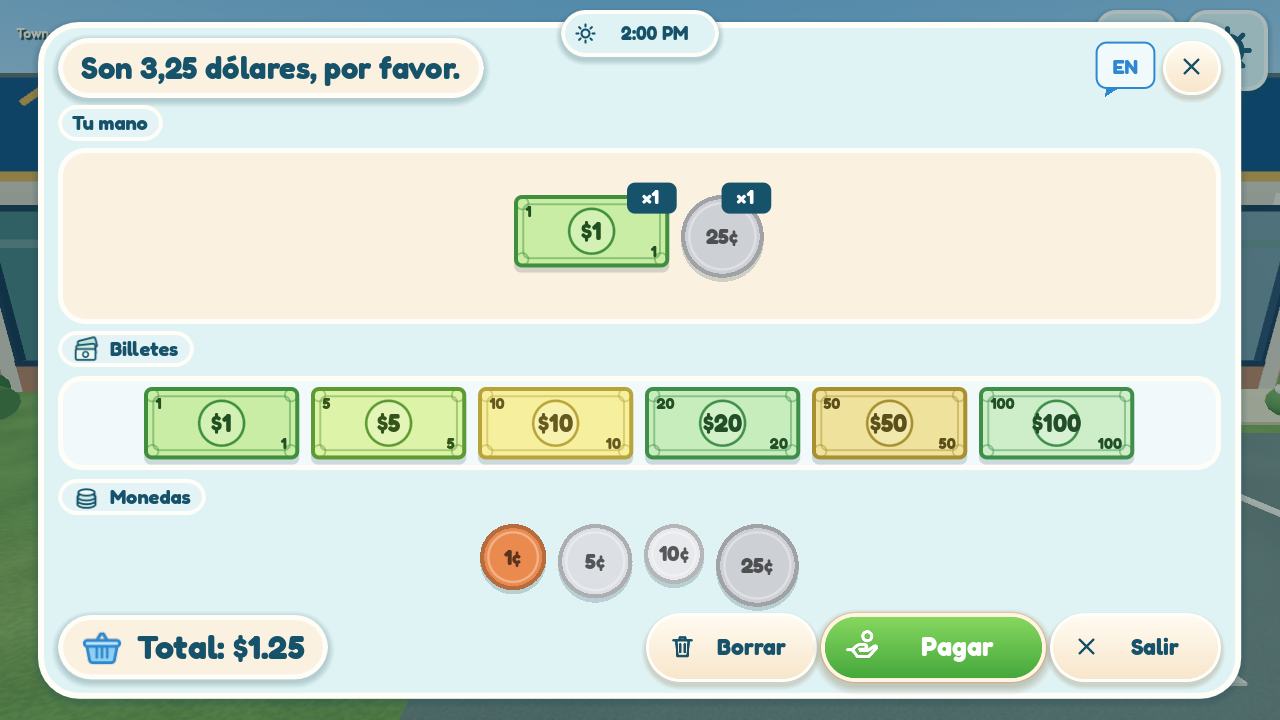 Town
2:00 PM
Son 3,25 dólares, por favor.
EN
Tu mano
x1
x1
1 $1 1
25¢
Billetes
1 $1 1
5 $5 5
10 $10 10
20 $20 20
50 $50 50
100 $100 100
Monedas
1¢
5¢
10¢
25¢
Total: $1.25
Borrar
Pagar
Salir